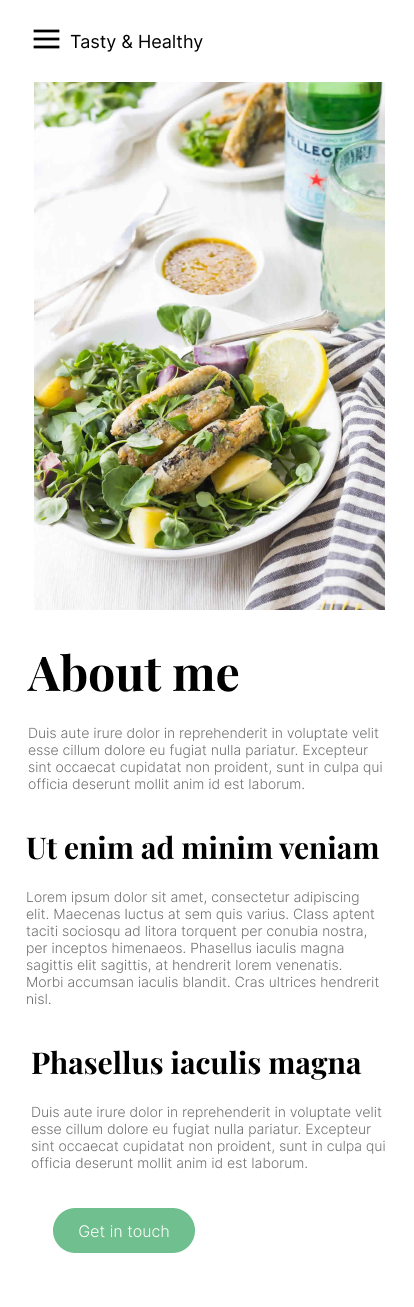 Tasty & Healthy
PELLEGR
About me
Duis aute irure dolor in reprehenderit in voluptate velit
esse cillum dolore eu fugiat nulla pariatur. Excepteur
sint occaecat cupidatat non proident, sunt in culpa qui
officia deserunt mollit anim id est laborum.
Ut enim ad minim veniam
Lorem ipsum dolor sit amet, consectetur adipiscing
elit. Maecenas luctus at sem quis varius. Class aptent
taciti sociosqu ad litora torquent per conubia nostra,
per inceptos himenaeos. Phasellus iaculis magna
sagittis elit sagittis, at hendrerit lorem venenatis.
Morbi accumsan iaculis blandit. Cras ultrices hendrerit
nisl.
Phasellus iaculis magna
Duis aute irure dolor in reprehenderit in voluptate velit
esse cillum dolore eu fugiat nulla pariatur. Excepteur
sint occaecat cupidatat non proident, sunt in culpa qui
officia deserunt mollit anim id est laborum.
Get in touch